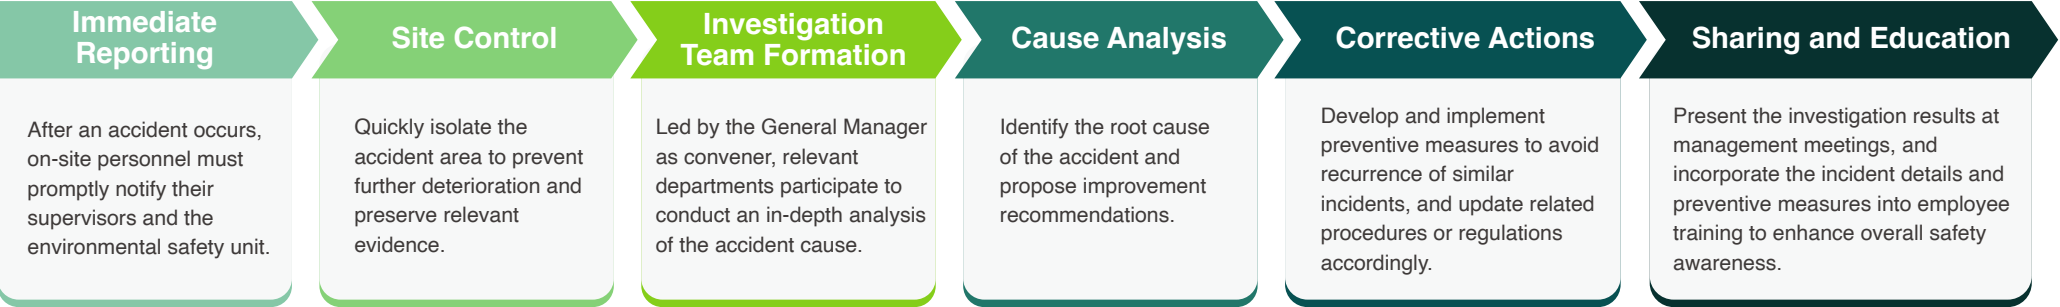 Immediate
Reporting
After an accident occurs,
on-site personnel must
promptly notify their
supervisors and the
environmental safety unit.
Site Control
Quickly isolate the
accident area to prevent
further deterioration and
preserve relevant
evidence.
Investigation
Team Formation
Led by the General Manager
as convener, relevant
departments participate to
conduct an in-depth analysis
of the accident cause.
Cause Analysis
Identify the root cause
of the accident and
propose improvement
recommendations.
Corrective Actions
Develop and implement
preventive measures to avoid
recurrence of similar
incidents, and update related
procedures or regulations
accordingly.
Sharing and Education
Present the investigation results at
management meetings, and
incorporate the incident details and
preventive measures into employee
training to enhance overall safety
awareness.